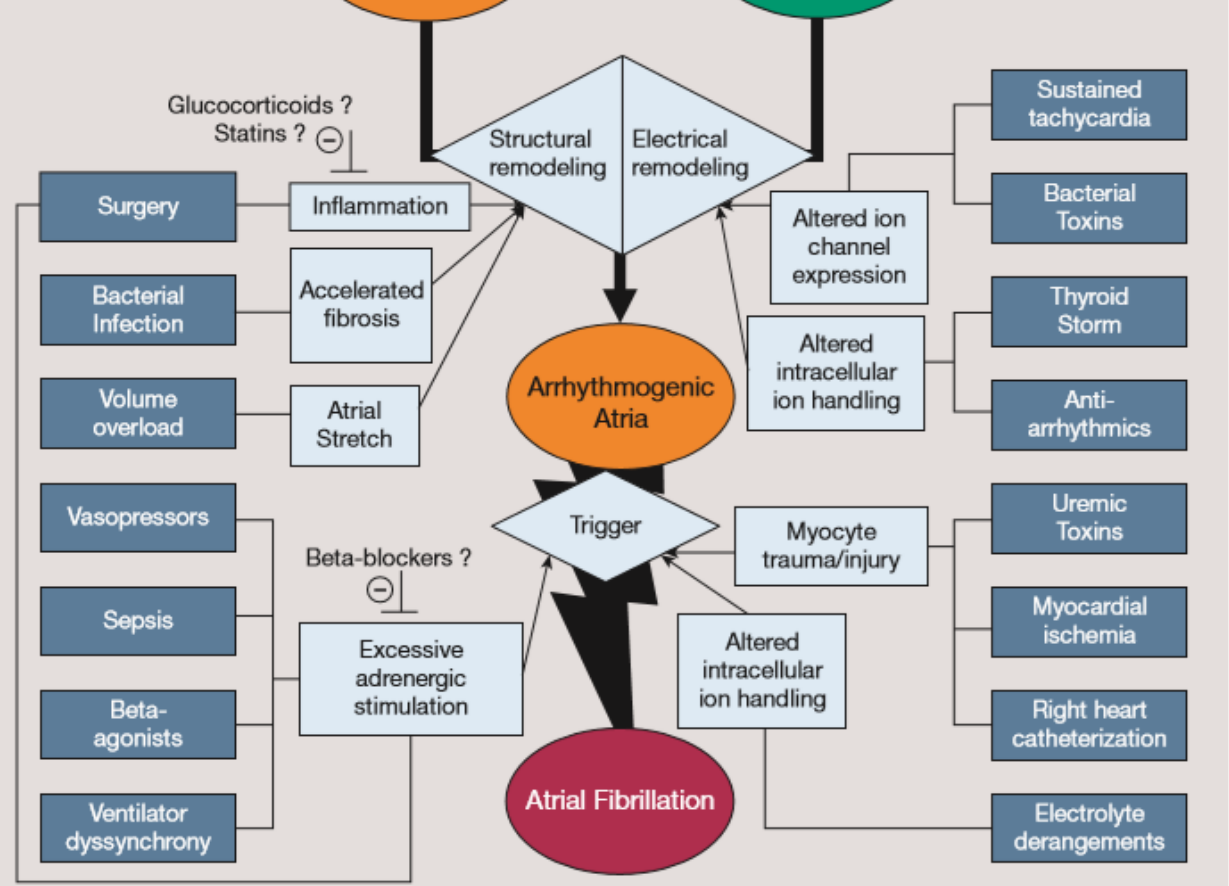 Glucocorticoids ?
Statins ?
Surgery
Inflammation
Bacterial
Infection
Accelerated
fibrosis
Volume
overload
Atrial
Stretch
Structural
remodeling
Electrical
remodeling
Altered ion
channel
expression
Sustained
tachycardia
Bacterial
Toxins
Altered
intracellular
ion handling
Thyroid
Storm
Anti-
arrhythmics
Arrhythmogenic
Atria
Trigger
Vasopressors
Sepsis
Beta-
agonists
Ventilator
dyssynchrony
Beta-blockers ?
Excessive
adrenergic
stimulation
Myocyte
trauma/injury
Altered
intracellular
ion handling
Uremic
Toxins
Myocardial
ischemia
Right heart
catheterization
Electrolyte
derangements
Atrial Fibrillation